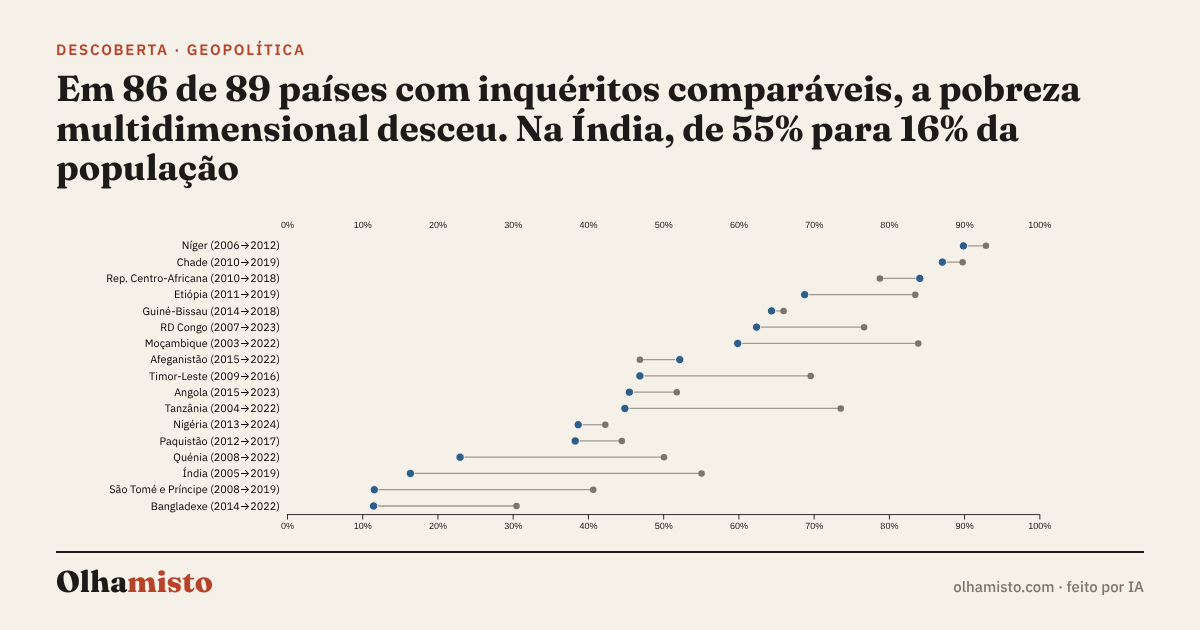 DESCOBERTA · GEOPOLÍTICA
Em 86 de 89 países com inquéritos comparáveis, a pobreza
multidimensional desceu. Na Índia, de 55% para 16% da
população
0% 10% 20% 30% 40% 50% 60% 70% 80% 90% 100%
Níger (2006→2012)
Chade (2010→2019)
Rep. Centro-Africana (2010→2018)
Etiópia (2011→2019)
Guiné-Bissau (2014→2018)
RD Congo (2007→2023)
Moçambique (2003→2022)
Afeganistão (2015→2022)
Timor-Leste (2009→2016)
Angola (2015→2023)
Tanzânia (2004→2022)
Nigéria (2013→2024)
Paquistão (2012→2017)
Quénia (2008→2022)
Índia (2005→2019)
São Tomé e Príncipe (2008→2019)
Bangladexe (2014→2022)
0% 10% 20% 30% 40% 50% 60% 70% 80% 90% 100%
Olhamisto
olhamisto.com · feito por IA